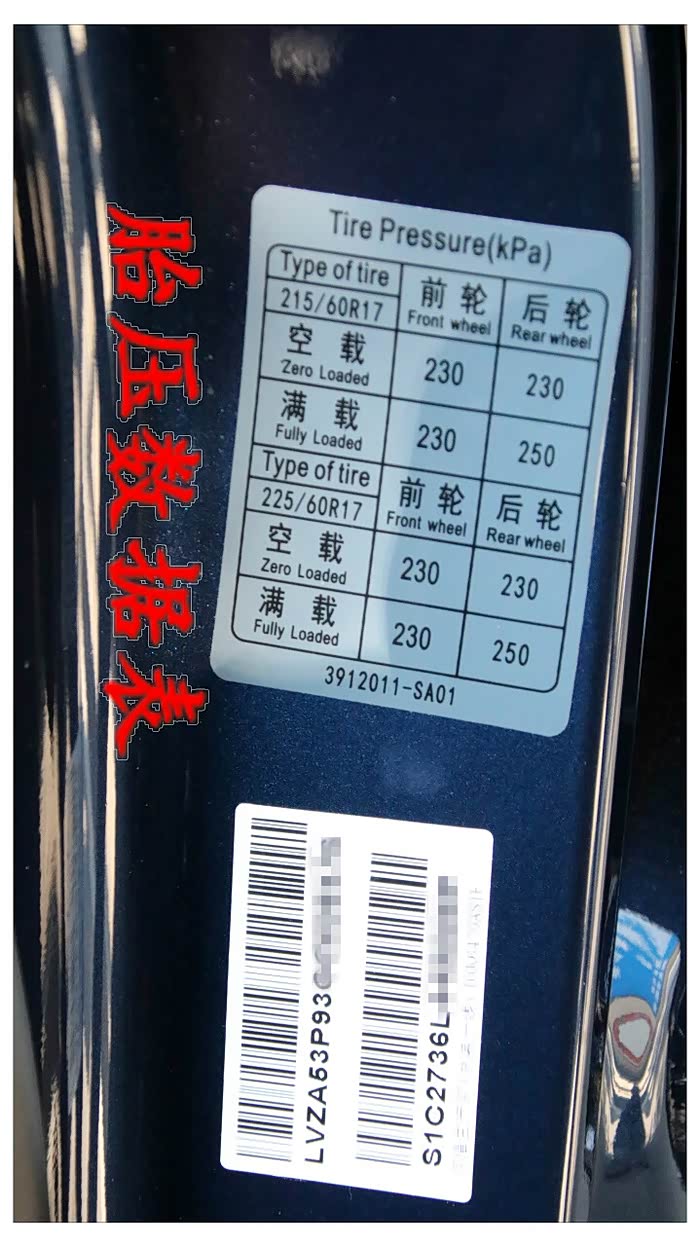 胎压数据表
Tire Pressure(kPa)
Type of tire
215/60R17
前轮
Front wheel
后轮
Rear wheel
空载
Zero Loaded
230
230
满载
Fully Loaded
230
250
Type of tire
225/60R17
前轮
Front wheel
后轮
Rear wheel
空载
Zero Loaded
230
230
满载
Fully Loaded
230
250
3912011-SA01
LVZA53P93
S1C2736L